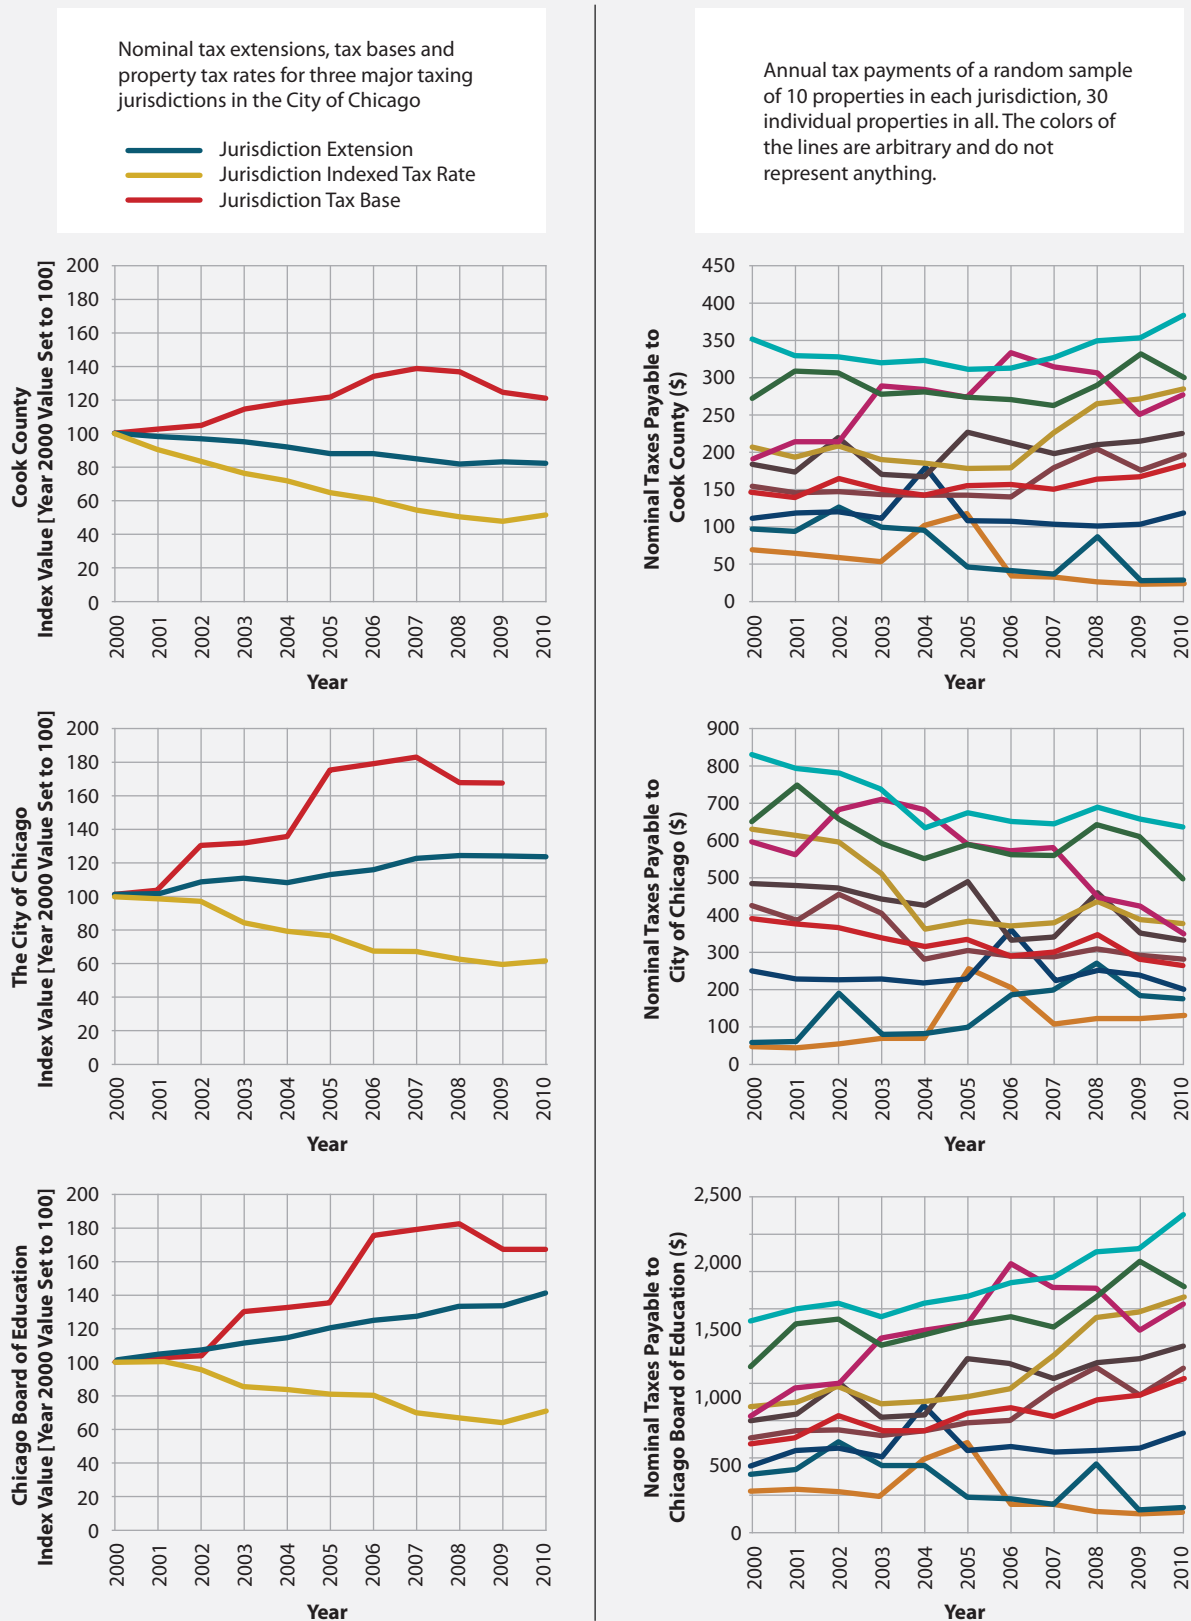 Nominal tax extensions, tax bases and
property tax rates for three major taxing
jurisdictions in the City of Chicago
Jurisdiction Extension
Jurisdiction Indexed Tax Rate
Jurisdiction Tax Base
Annual tax payments of a random sample
of 10 properties in each jurisdiction, 30
individual properties in all. The colors of
the lines are arbitrary and do not
represent anything.
Cook County
Index Value [Year 2000 Value Set to 100]
200
180
160
140
120
100
80
60
40
20
0
2000 2001 2002 2003 2004 2005 2006 2007 2008 2009 2010
Year
Nominal Taxes Payable to
Cook County ($)
450
400
350
300
250
200
150
100
50
0
2000 2001 2002 2003 2004 2005 2006 2007 2008 2009 2010
Year
The City of Chicago
Index Value [Year 2000 Value Set to 100]
200
180
160
140
120
100
80
60
40
20
0
2000 2001 2002 2003 2004 2005 2006 2007 2008 2009 2010
Year
Nominal Taxes Payable to
City of Chicago ($)
900
800
700
600
500
400
300
200
100
0
2000 2001 2002 2003 2004 2005 2006 2007 2008 2009 2010
Year
Chicago Board of Education
Index Value [Year 2000 Value Set to 100]
200
180
160
140
120
100
80
60
40
20
0
2000 2001 2002 2003 2004 2005 2006 2007 2008 2009 2010
Year
Nominal Taxes Payable to
Chicago Board of Education ($)
2,500
2,000
1,500
1,000
500
0
2000 2001 2002 2003 2004 2005 2006 2007 2008 2009 2010
Year